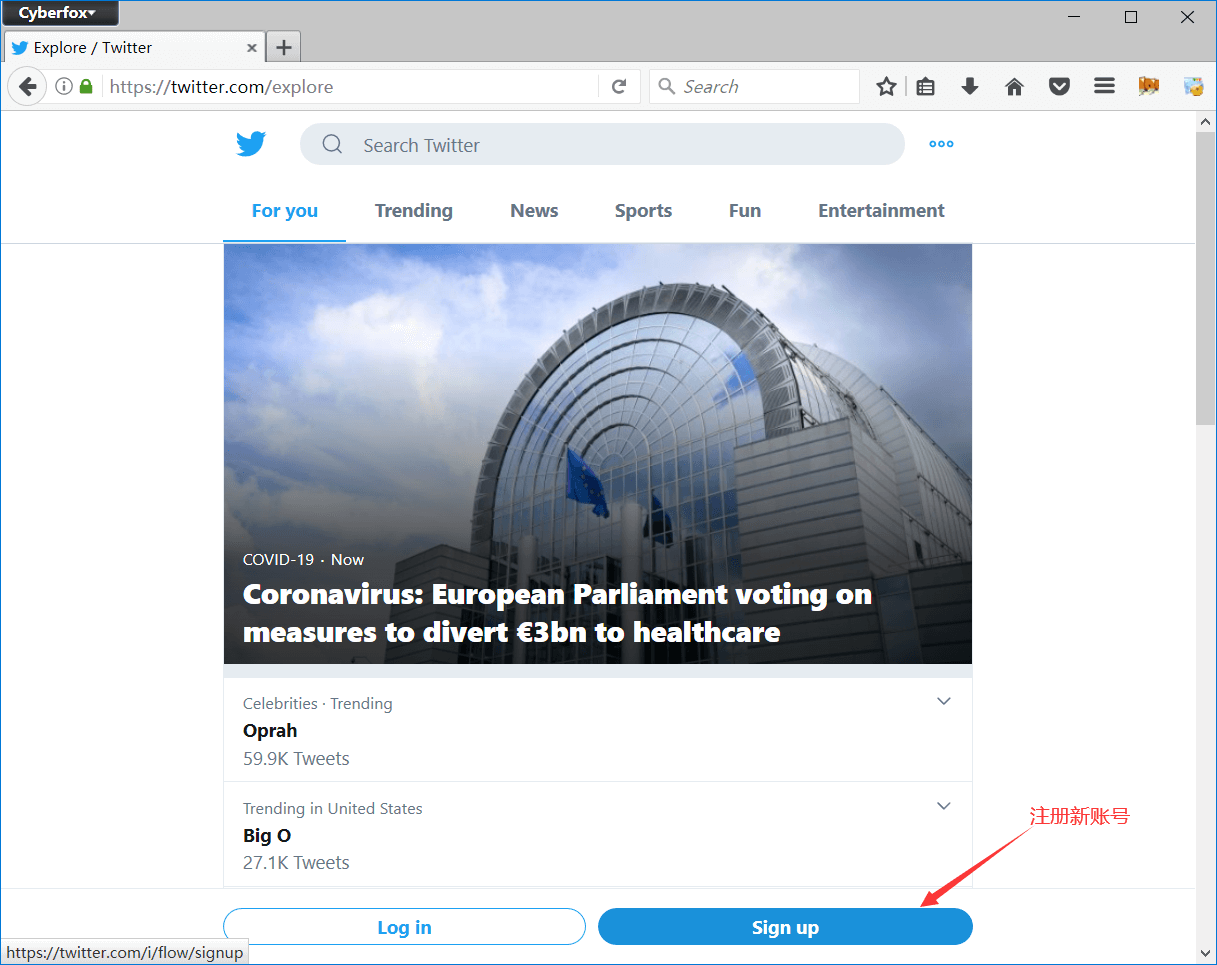 Cyberfox
Explore / Twitter
https://twitter.com/explore
Search
Search Twitter
For you
Trending
News
Sports
Fun
Entertainment
COVID-19 · Now
Coronavirus: European Parliament voting on
measures to divert €3bn to healthcare
Celebrities · Trending
Oprah
59.9K Tweets
Trending in United States
Big O
27.1K Tweets
注册新账号
Log in
Sign up
https://twitter.com/i/flow/signup